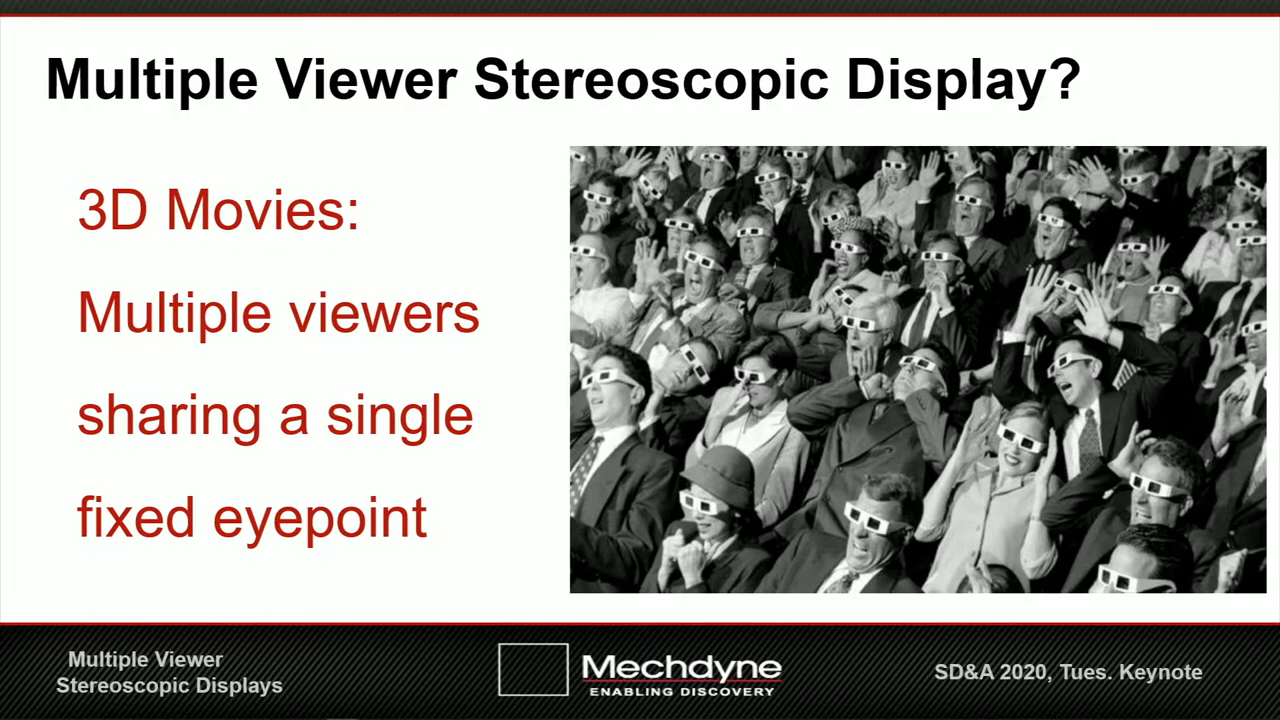 Multiple Viewer Stereoscopic Display?
3D Movies:
Multiple viewers
sharing a single
fixed eyepoint
Multiple Viewer
Stereoscopic Displays
Mechdyne
ENABLING DISCOVERY
SD&A 2020, Tues. Keynote